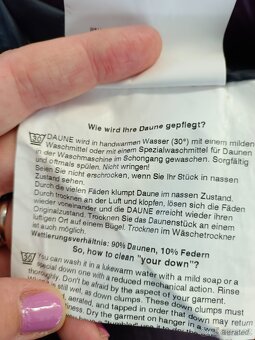 Wie wird Ihre Daune gepflegt?
30 DAUNE wird in handwarmen Wasser (30°) mit einem milden
Waschmittel oder mit einem Spezialwaschmittel für Daunen
in der Waschmaschine im Schongang gewaschen. Sorgfältig
und oftmals spülen. Nicht wringen!
Seien Sie nicht erschrocken, wenn Sie Ihr Stück in nassen
Zustand sehen.
Durch die vielen Fäden klumpt Daune im nassen Zustand.
Durch trocknen an der Luft und klopfen, lösen sich die Fäden
wieder voneinander und die DAUNE erreicht wieder ihren
Originalzustand. Trocknen Sie das Daunenstück an einem
luftigen Ort auf einem Bügel. Trocknen im Wäschetrockner
ist auch möglich.
Wattierungsverhältnis: 90% Daunen, 10% Federn
So, how to clean "your down"?
30 You can wash it in a lukewarm water with a mild soap or a
special down one with a reduced mechanical action. Rinse
thoroughly. Don't be afraid by the aspect of your garment.
is still wet, as down clumps. These down clumps must
aerated, and tapped in order that down may return
Dry the garment on hanger in a well aerated